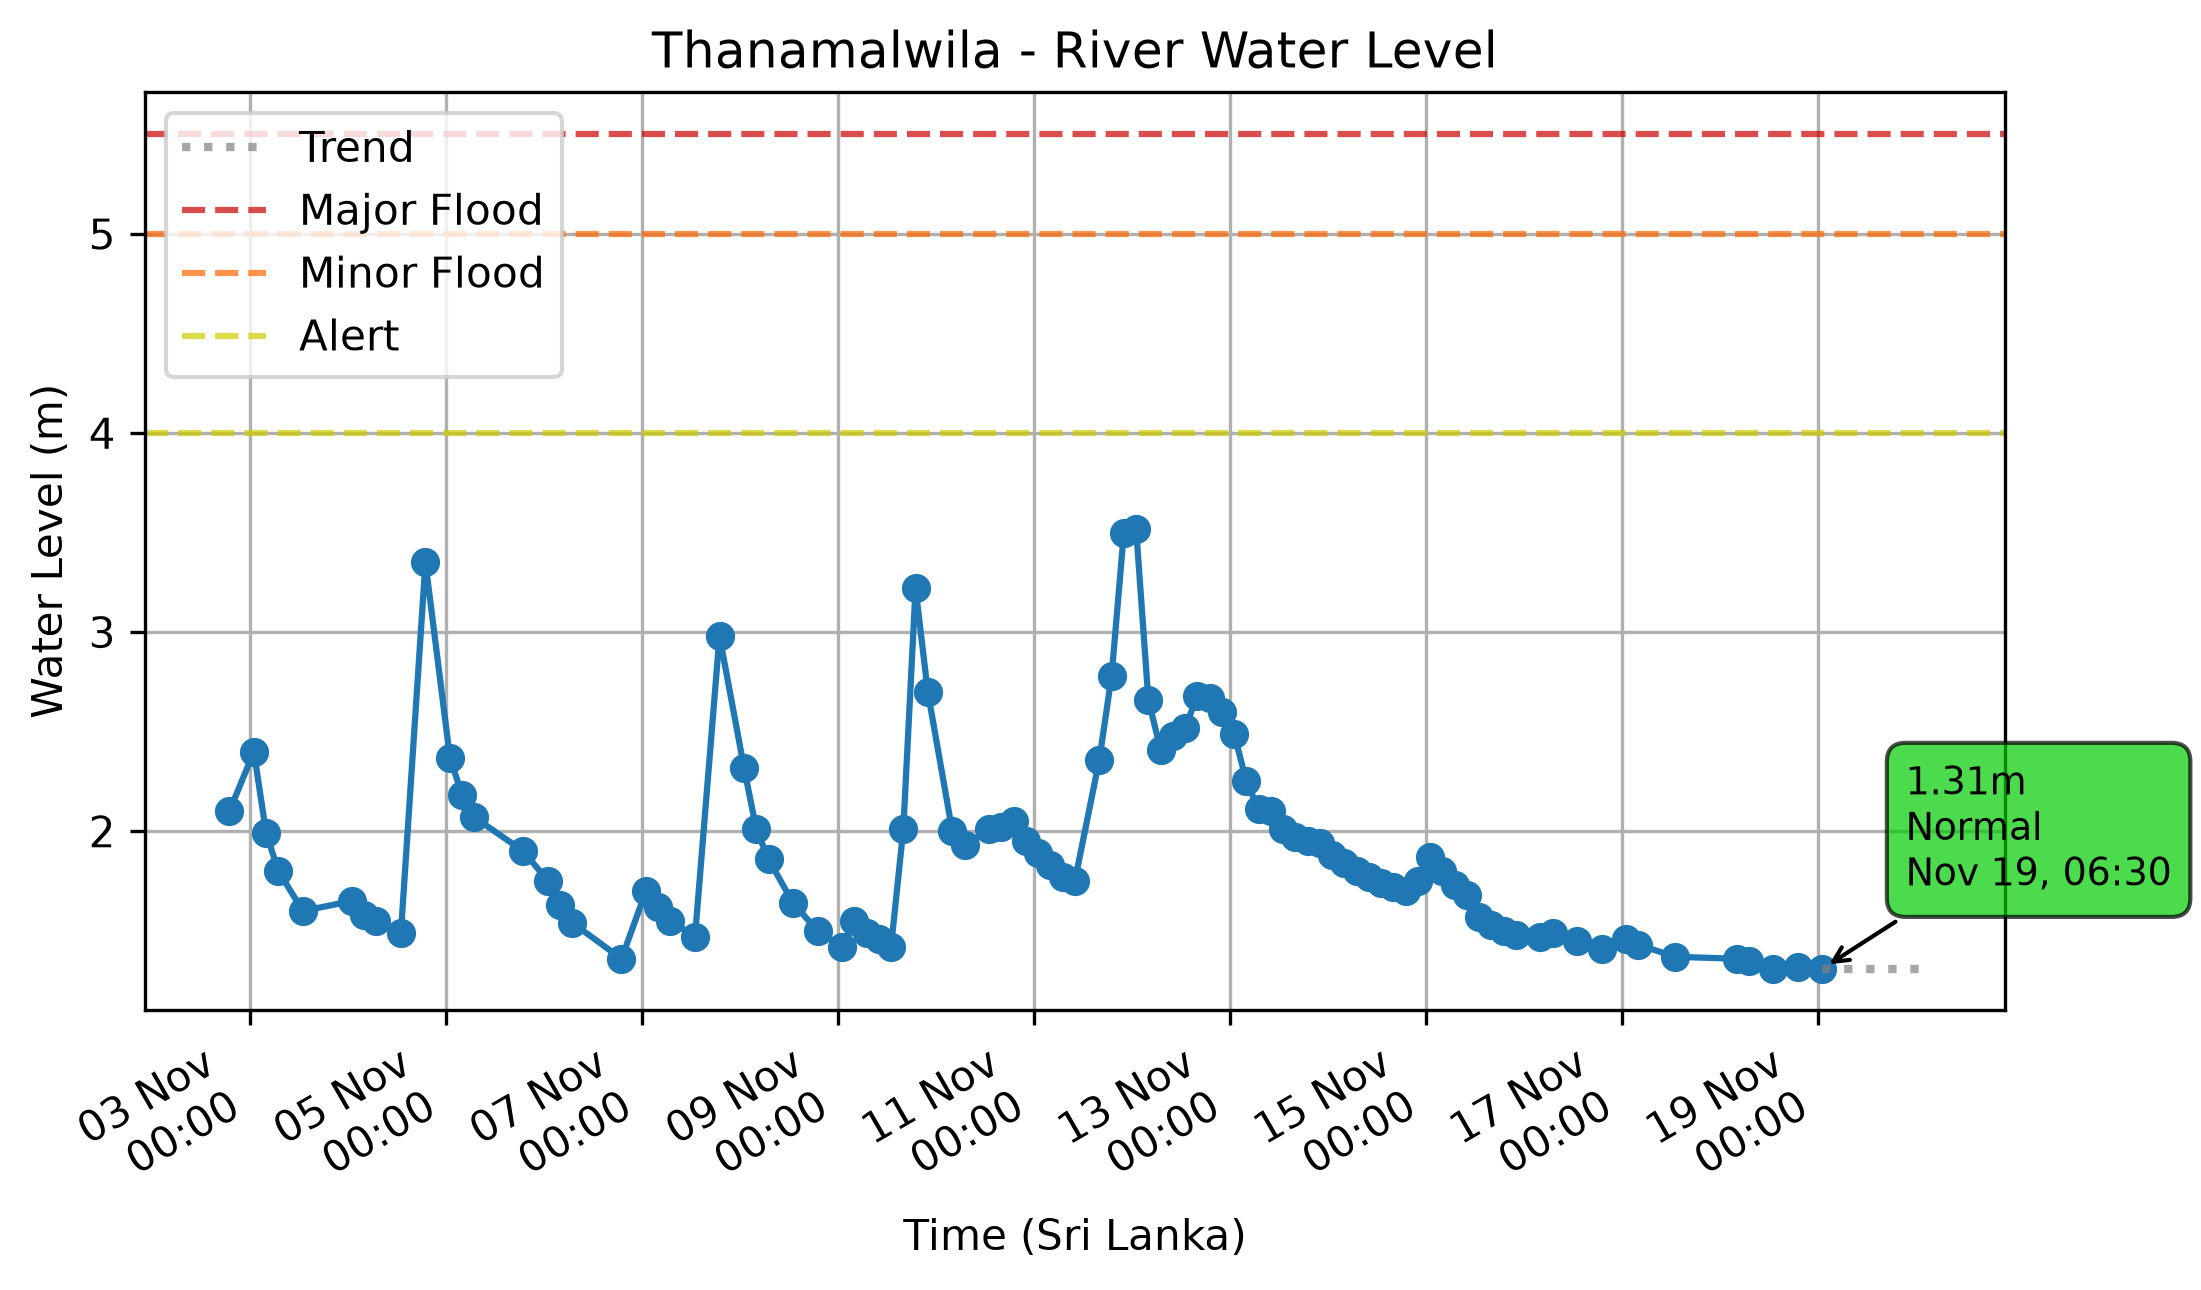 Thanamalwila - River Water Level
Trend
Major Flood
Minor Flood
Alert
Water Level (m)
5
4
3
2
1.31m
Normal
Nov 19, 06:30
03 Nov
00:00
05 Nov
00:00
07 Nov
00:00
09 Nov
00:00
11 Nov
00:00
13 Nov
00:00
15 Nov
00:00
17 Nov
00:00
19 Nov
00:00
Time (Sri Lanka)